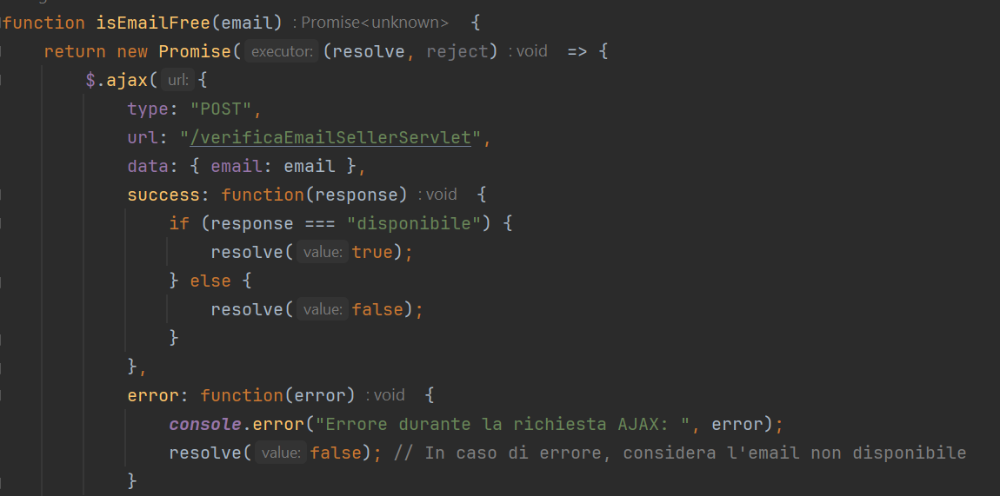 function isEmailFree(email) : Promise<unknown> {
return new Promise( executor: (resolve, reject) : void => {
$.ajax( url: {
type: "POST",
url: "/verificaEmailSellerServlet",
data: { email: email },
success: function(response) : void {
if (response === "disponibile") {
resolve( value: true);
} else {
resolve( value: false);
}
},
error: function(error) : void {
console.error("Errore durante la richiesta AJAX: ", error);
resolve( value: false); // In caso di errore, considera l'email non disponibile
}